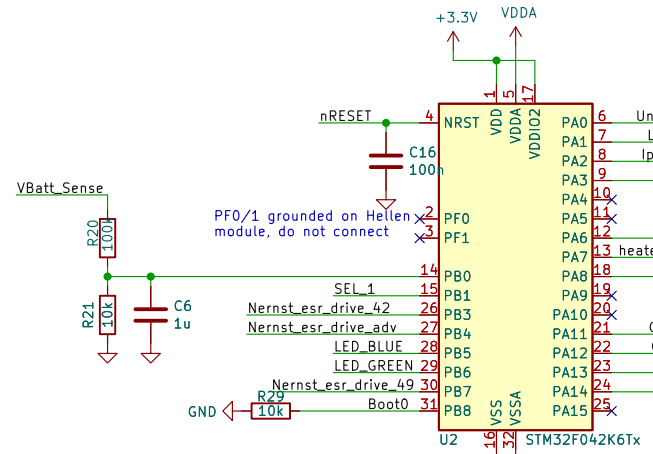 +3.3V
VDDA
nRESET
4
NRST
1
VDD
5
VDDA
17
VDDIO2
C16
100n
VBatt_Sense
R20
100k
PF0/1 grounded on Hellen
module, do not connect
2
PF0
3
PF1
R21
10k
C6
1u
14
PB0
SEL_1
15
PB1
Nernst_esr_drive_42
26
PB3
Nernst_esr_drive_adv
27
PB4
LED_BLUE
28
PB5
LED_GREEN
29
PB6
Nernst_esr_drive_49
30
PB7
GND
R29
10k
Boot0
31
PB8
PA0
6
Un
PA1
7
L
PA2
8
Ip
PA3
9
PA4
10
PA5
11
PA6
12
PA7
13
heate
PA8
18
PA9
19
PA10
20
PA11
21
PA12
22
PA13
23
PA14
24
PA15
25
VSS
16
VSSA
32
U2
STM32F042K6Tx